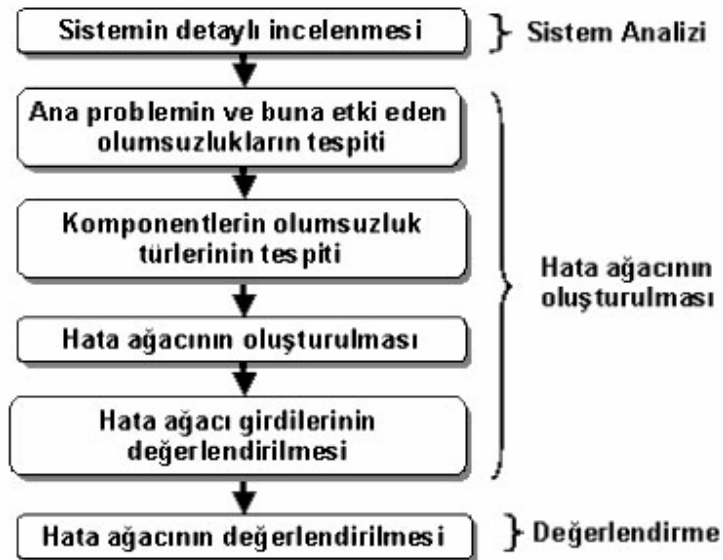 Sistemin detaylı incelenmesi
Sistem Analizi
Ana problemin ve buna etki eden
olumsuzlukların tespiti
Komponentlerin olumsuzluk
türlerinin tespiti
Hata ağacının oluşturulması
Hata ağacı girdilerinin
değerlendirilmesi
Hata ağacının
oluşturulması
Hata ağacının değerlendirilmesi
Değerlendirme